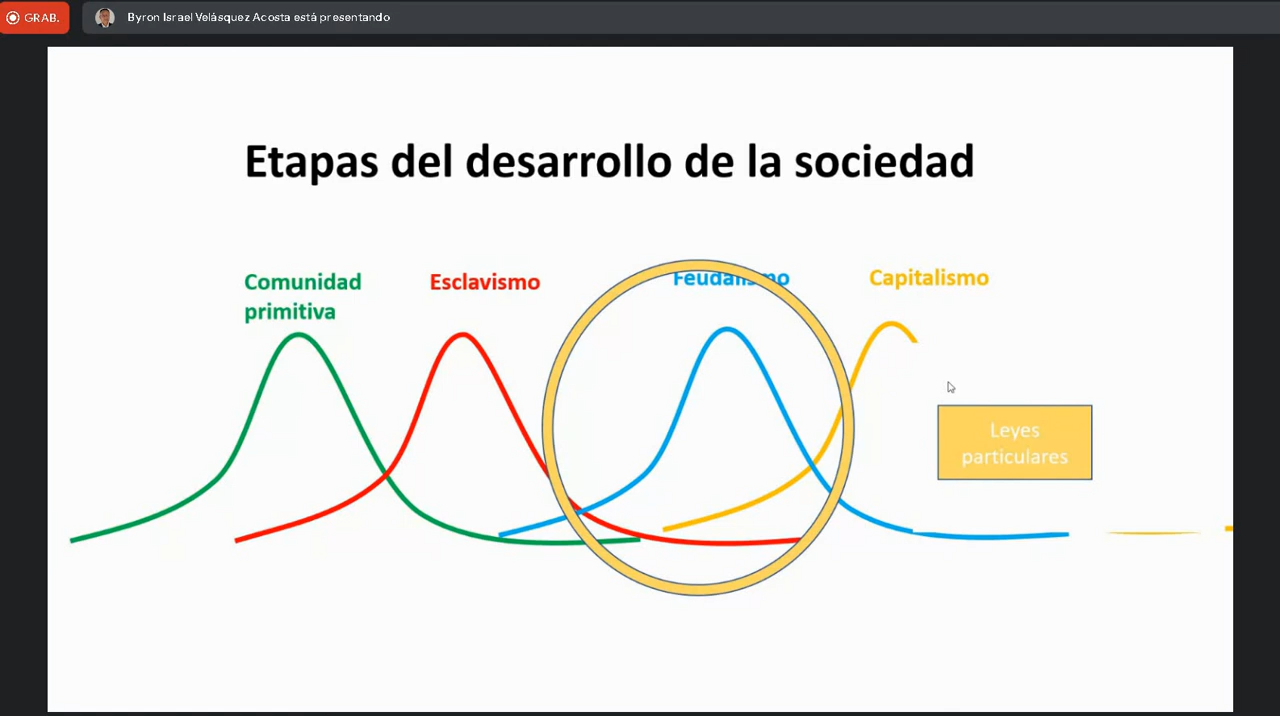 GRAB.
Byron Israel Velásquez Acosta está presentando
Etapas del desarrollo de la sociedad
Comunidad
primitiva
Esclavismo
Feudalismo
Capitalismo
Leyes
particulares